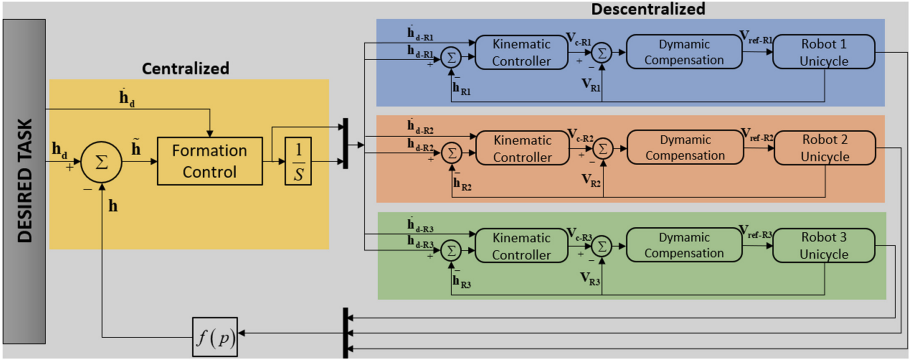 Descentralized
Centralized
DESIRED TASK
ḣd
hd
+
−
Σ
h̃
h
Formation
Control
1
S
ḣd-R1
hd-R1
+
−
Σ
hR1
Kinematic
Controller
Vc-R1
+
−
Σ
VR1
Dymamic
Compensation
Vref-R1
Robot 1
Unicycle
ḣd-R2
hd-R2
+
−
Σ
hR2
Kinematic
Controller
Vc-R2
+
−
Σ
VR2
Dymamic
Compensation
Vref-R2
Robot 2
Unicycle
ḣd-R3
hd-R3
+
−
Σ
hR3
Kinematic
Controller
Vc-R3
+
−
Σ
VR3
Dymamic
Compensation
Vref-R3
Robot 3
Unicycle
f(p)